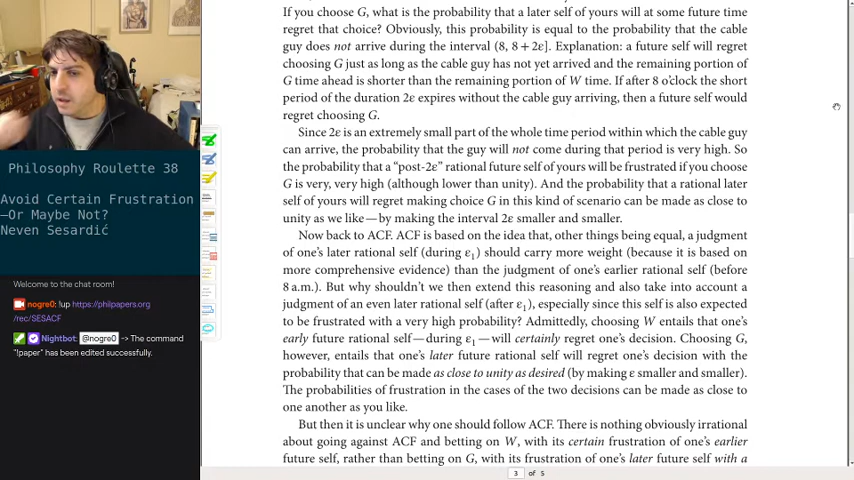 If you choose G, what is the probability that a later self of yours will at some future time
regret that choice? Obviously, this probability is equal to the probability that the cable
guy does not arrive during the interval (8, 8 + 2ε]. Explanation: a future self will regret
choosing G just as long as the cable guy has not yet arrived and the remaining portion of
G time ahead is shorter than the remaining portion of W time. If after 8 o'clock the short
period of the duration 2ε expires without the cable guy arriving, then a future self would
regret choosing G.
Since 2ε is an extremely small part of the whole time period within which the cable guy
can arrive, the probability that the guy will not come during that period is very high. So
the probability that a “post-2ε” rational future self of yours will be frustrated if you choose
G is very, very high (although lower than unity). And the probability that a rational later
self of yours will regret making choice G in this kind of scenario can be made as close to
unity as we like—by making the interval 2ε smaller and smaller.
Now back to ACF. ACF is based on the idea that, other things being equal, a judgment
of one's later rational self (during ε1) should carry more weight (because it is based on
more comprehensive evidence) than the judgment of one's earlier rational self (before
8 a.m.). But why shouldn't we then extend this reasoning and also take into account a
judgment of an even later rational self (after ε1), especially since this self is also expected
to be frustrated with a very high probability? Admittedly, choosing W entails that one's
early future rational self—during ε1—will certainly regret one's decision. Choosing G,
however, entails that one's later future rational self will regret one's decision with the
probability that can be made as close to unity as desired (by making ε smaller and smaller).
The probabilities of frustration in the cases of the two decisions can be made as close to
one another as you like.
But then it is unclear why one should follow ACF. There is nothing obviously irrational
about going against ACF and betting on W, with its certain frustration of one's earlier
future self, rather than betting on G, with its frustration of one's later future self with a
3 of 5
Philosophy Roulette 38
Avoid Certain Frustration
—Or Maybe Not?
Neven Sesardić
Welcome to the chat room!
nogre0: !up https://philpapers.org
/rec/SESACF
Nightbot: @nogre0 -> The command
"!paper" has been edited successfully.